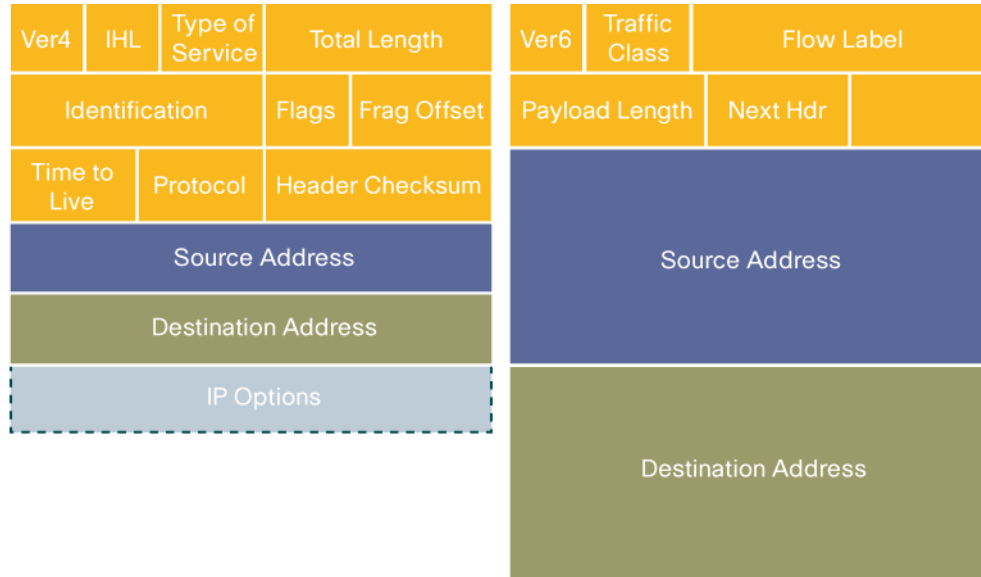 Ver4
IHL
Type of
Service
Total Length
Identification
Flags
Frag Offset
Time to
Live
Protocol
Header Checksum
Source Address
Destination Address
IP Options
Ver6
Traffic
Class
Flow Label
Payload Length
Next Hdr
Source Address
Destination Address